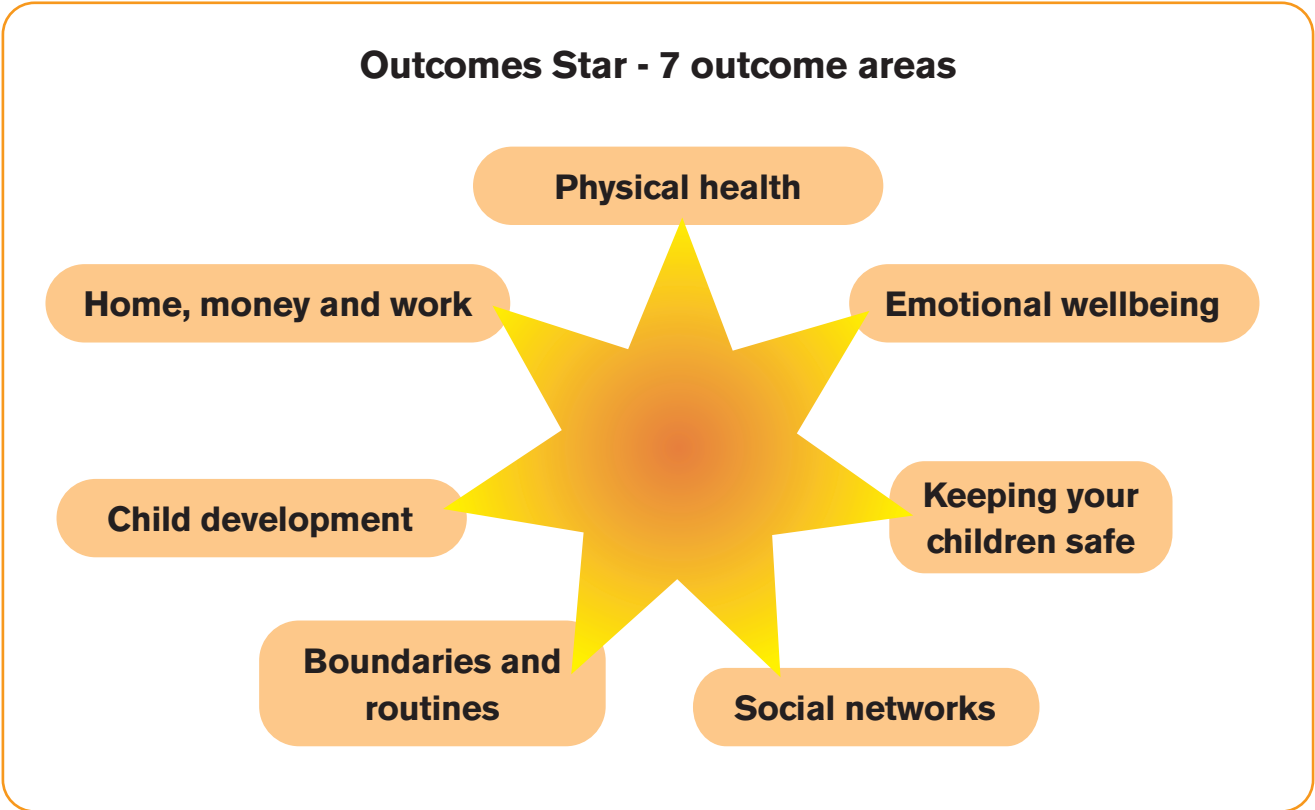 Outcomes Star - 7 outcome areas
Physical health
Home, money and work
Emotional wellbeing
Child development
Keeping your
children safe
Boundaries and
routines
Social networks